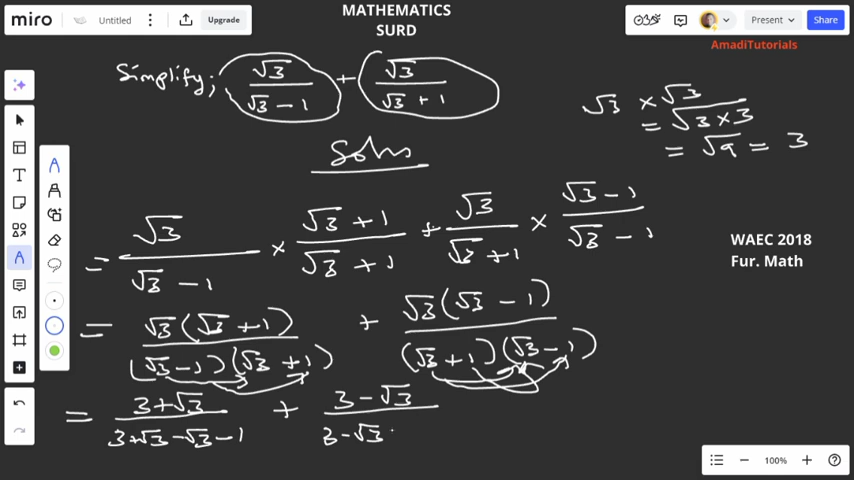 MATHEMATICS
SURD
miro Untitled Upgrade
Present Share
AmadiTutorials
Simplify; √3/(√3 - 1) + √3/(√3 + 1)
√3 × √3
= √3 × 3
= √9 = 3
Soln
= √3/(√3 - 1) × (√3 + 1)/(√3 + 1) + √3/(√3 + 1) × (√3 - 1)/(√3 - 1)
WAEC 2018
Fur. Math
= √3(√3 + 1)/(√3 - 1)(√3 + 1) + √3(√3 - 1)/(√3 + 1)(√3 - 1)
= (3 + √3)/(3 + √3 - √3 - 1) + (3 - √3)/(3 - √3
100%